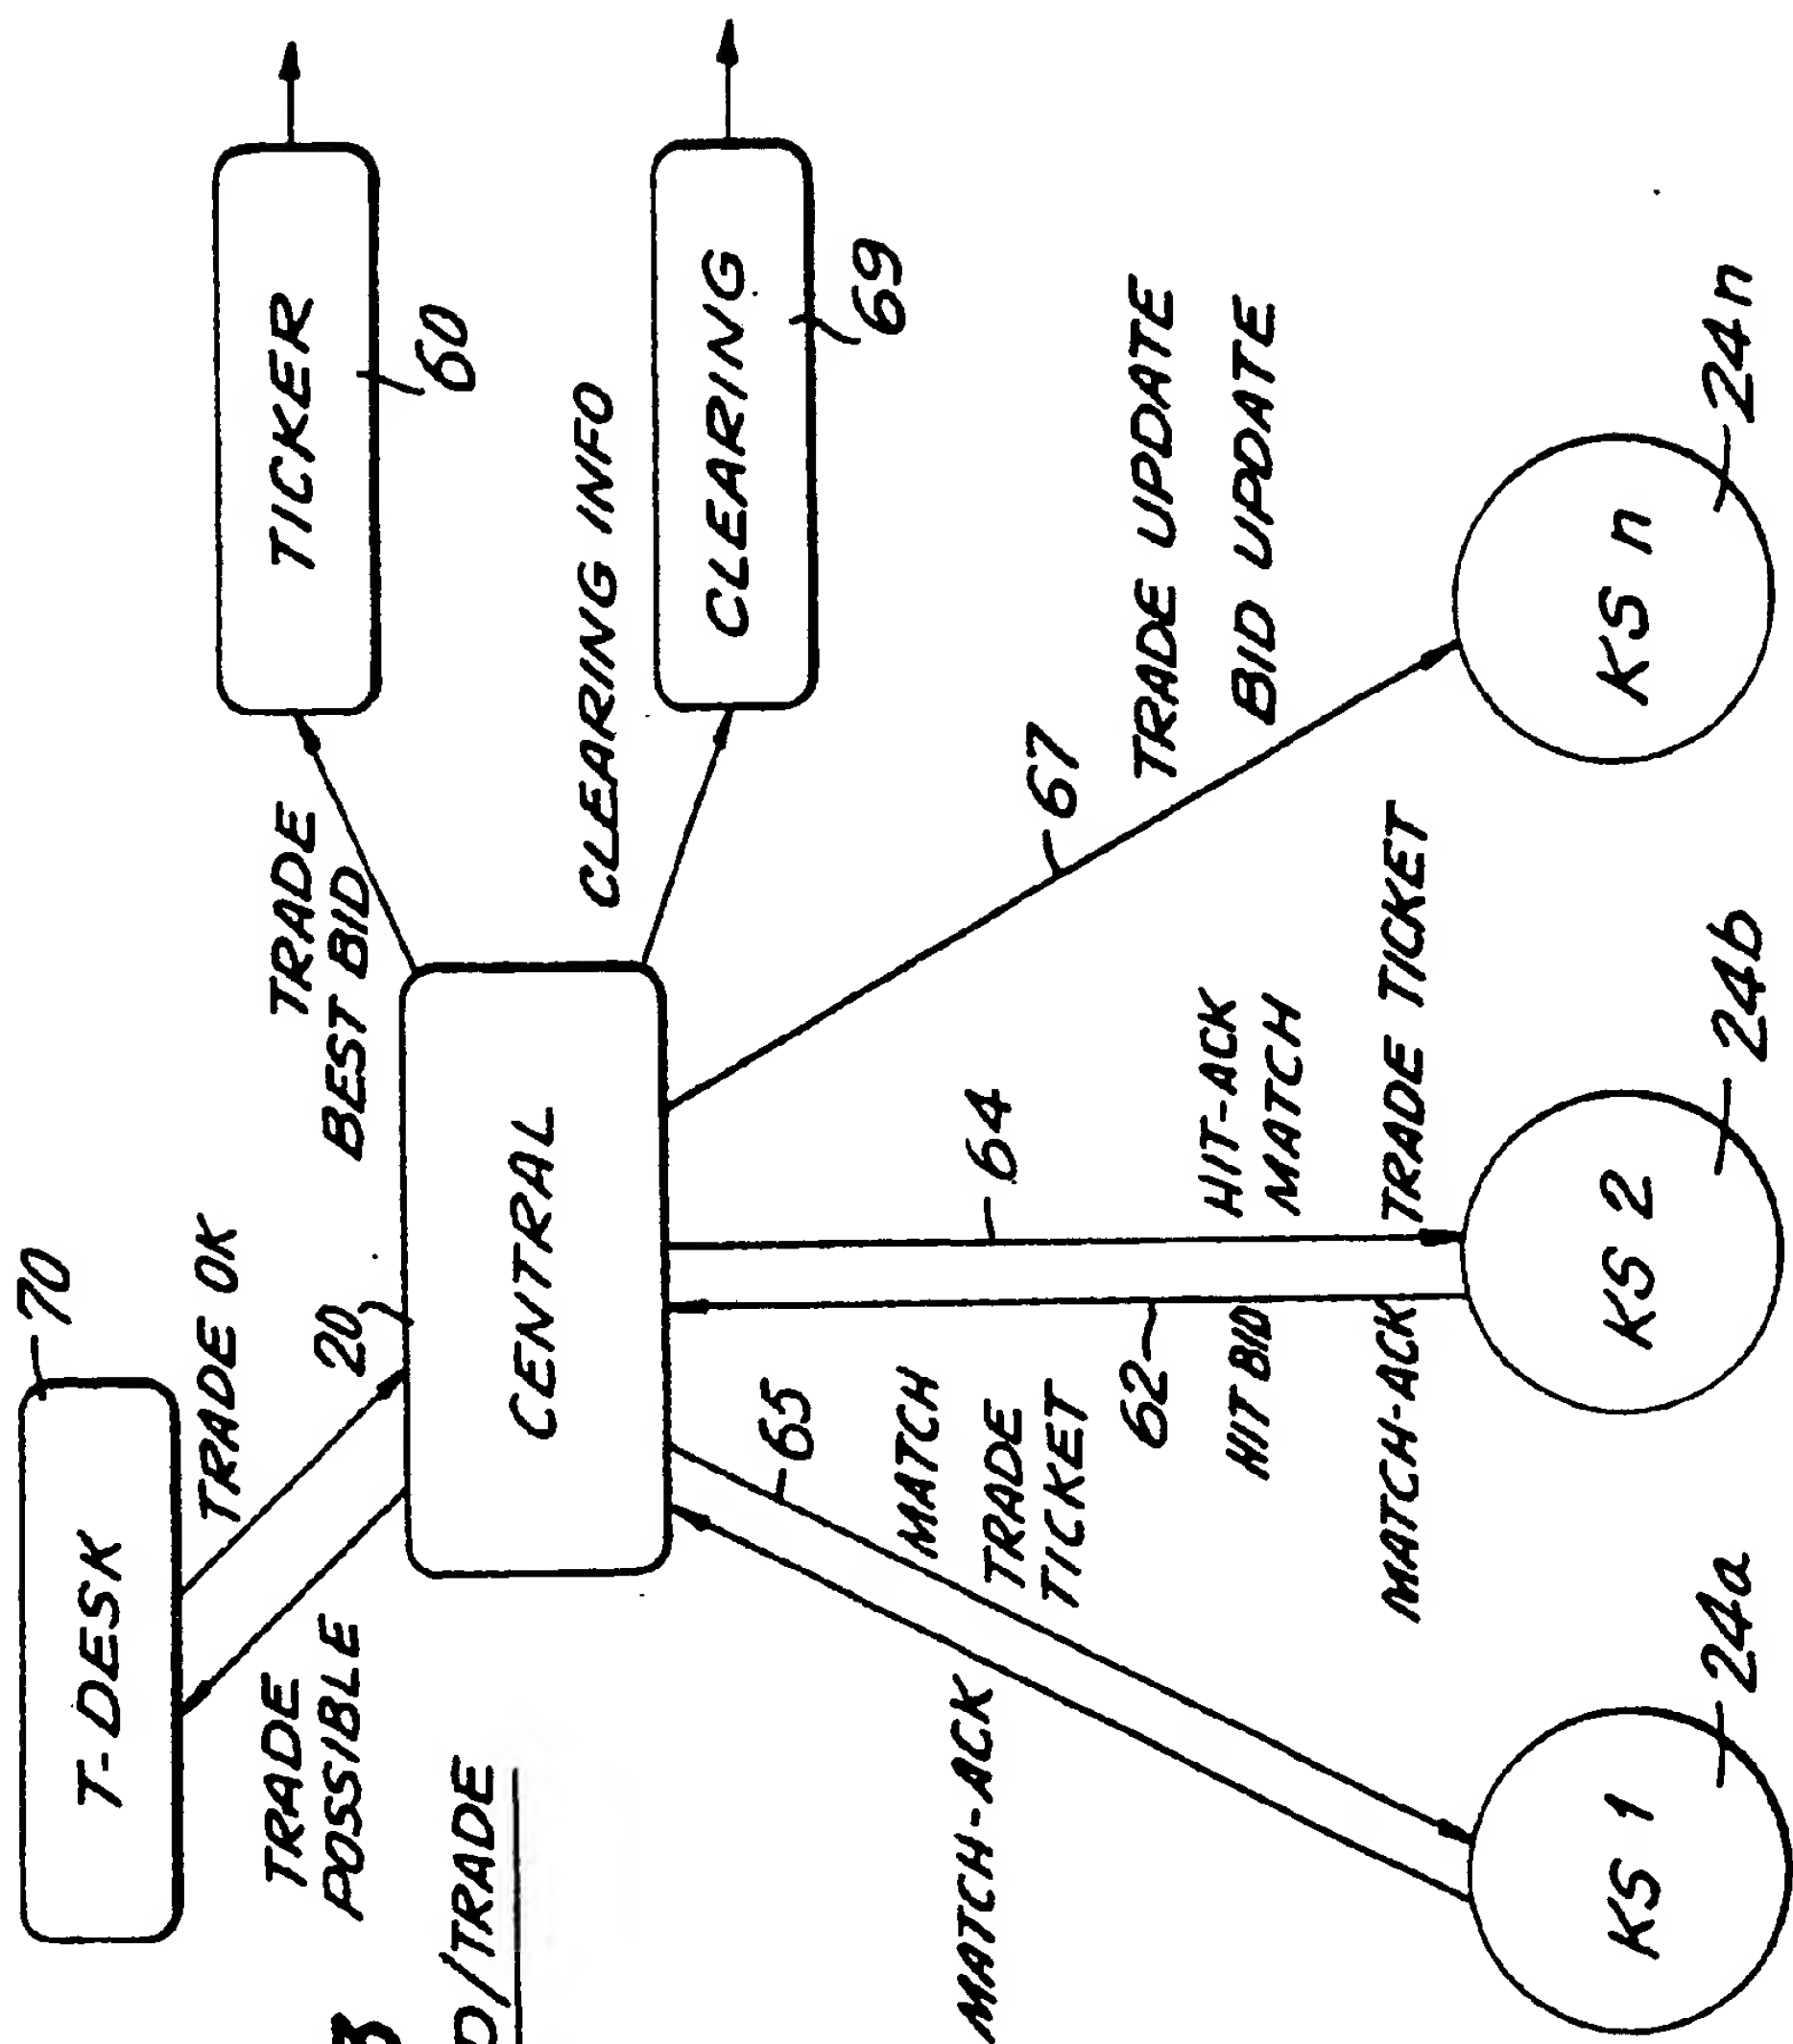 70
T-DESK
TRADE OK
TRADE
POSSIBLE
20
TRADE
BEST BID
TICKER
60
3
D/TRADE
CENTRAL
CLEARING INFO
CLEARING
69
65
MATCH
TRADE
TICKET
MATCH-ACK
64
67
62
HIT BID
MATCH-ACK
HIT-ACK
MATCH
TRADE TICKET
TRADE UPDATE
BID UPDATE
KS 1
24a
KS 2
24b
KS n
24n